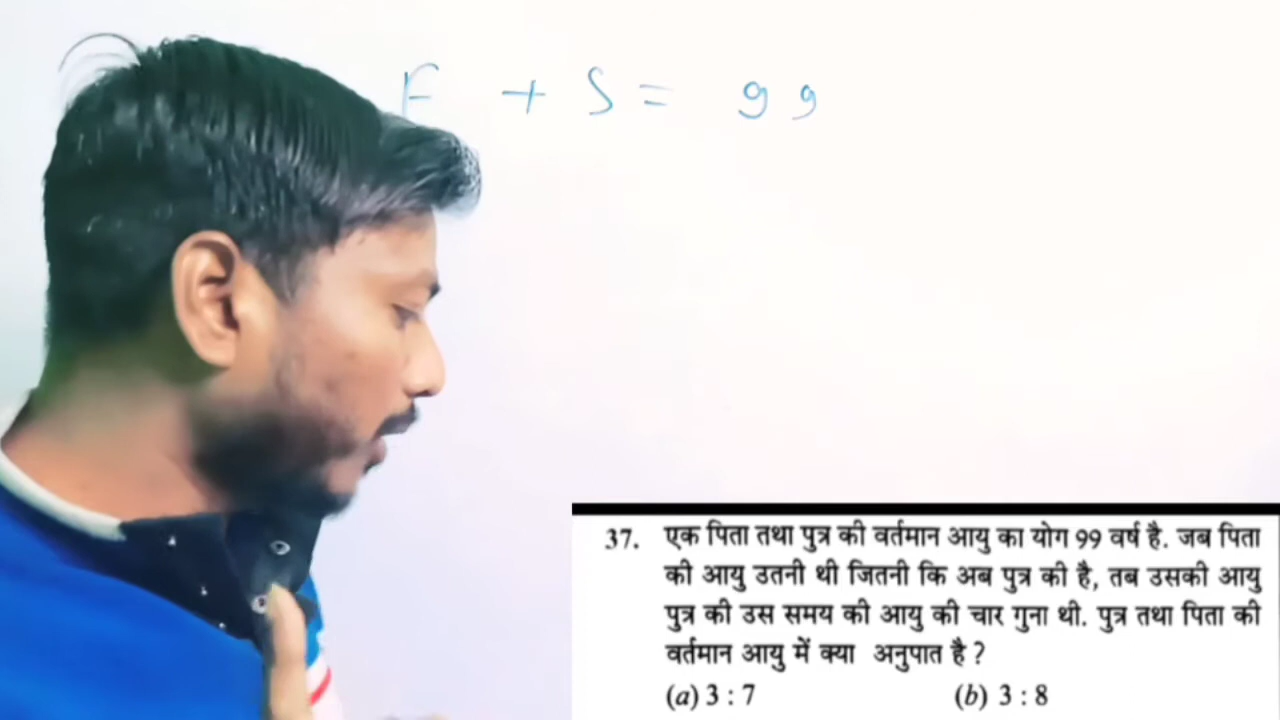 F + S = 99
37. एक पिता तथा पुत्र की वर्तमान आयु का योग 99 वर्ष है. जब पिता
की आयु उतनी थी जितनी कि अब पुत्र की है, तब उसकी आयु
पुत्र की उस समय की आयु की चार गुना थी. पुत्र तथा पिता की
वर्तमान आयु में क्या अनुपात है ?
(a) 3 : 7 (b) 3 : 8